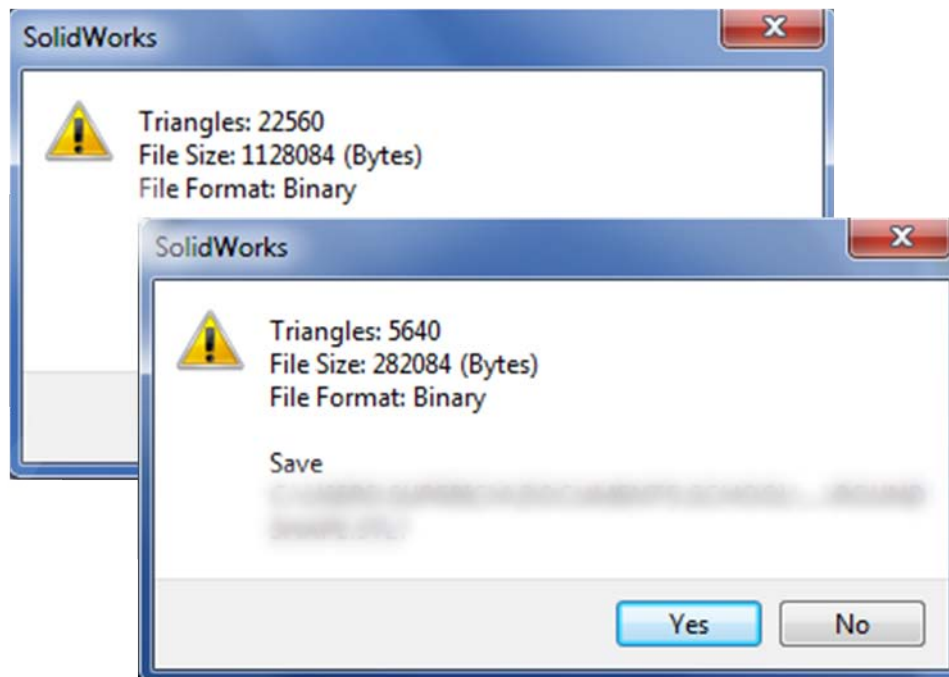 SolidWorks
Triangles: 22560
File Size: 1128084 (Bytes)
File Format: Binary
SolidWorks
Triangles: 5640
File Size: 282084 (Bytes)
File Format: Binary
Save
Yes No